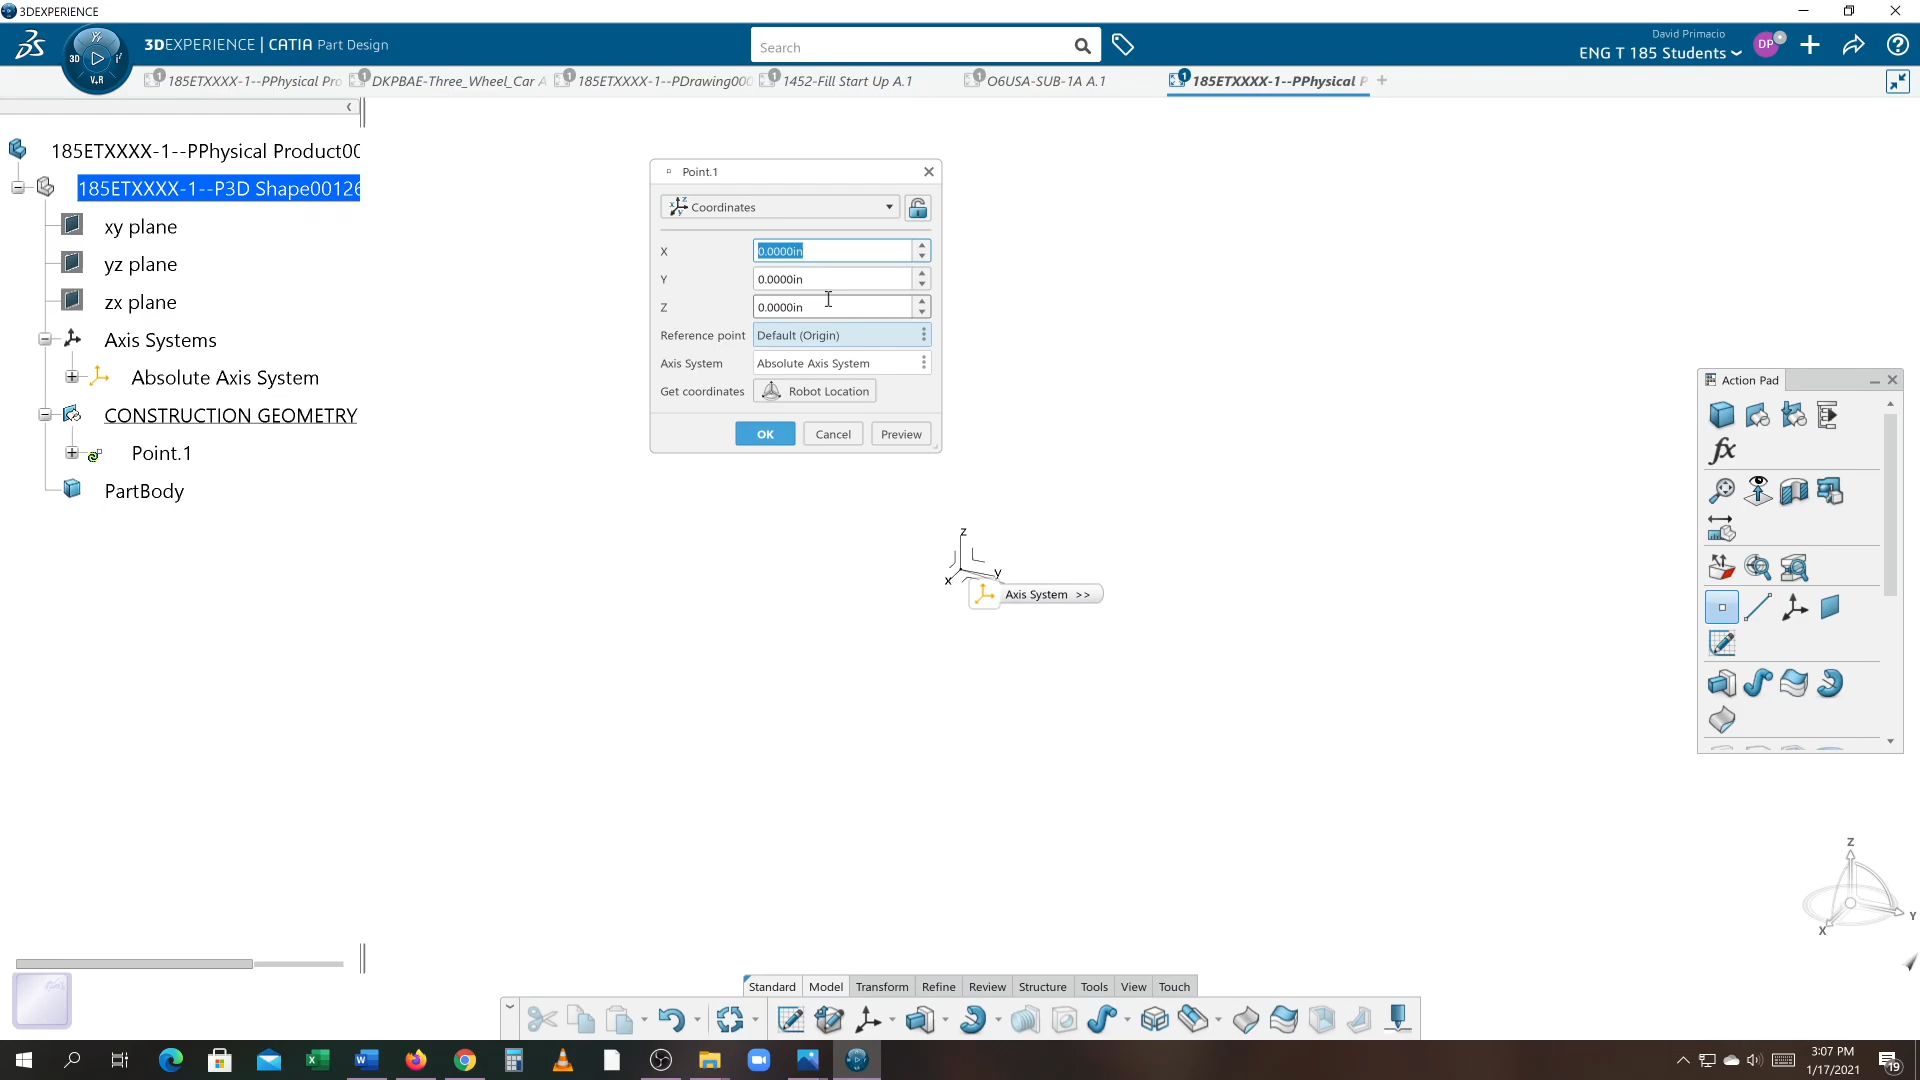 3DEXPERIENCE
3DEXPERIENCE | CATIA Part Design
3D
V+R
Search
David Primacio
ENG T 185 Students
DP
185ETXXXX-1--PPhysical Pro
DKPBAE-Three_Wheel_Car A
185ETXXXX-1--PDrawing000
1452-Fill Start Up A.1
O6USA-SUB-1A A.1
185ETXXXX-1--PPhysical P
185ETXXXX-1--PPhysical Product00
185ETXXXX-1--P3D Shape00126
xy plane
yz plane
zx plane
Axis Systems
Absolute Axis System
CONSTRUCTION GEOMETRY
Point.1
PartBody
Point.1
Coordinates
X 0.0000in
Y 0.0000in
Z 0.0000in
Reference point Default (Origin)
Axis System Absolute Axis System
Get coordinates Robot Location
OK Cancel Preview
z
y
x
Axis System >>
Action Pad
fx
Z
Y
X
Standard Model Transform Refine Review Structure Tools View Touch
3:07 PM
1/17/2021
19